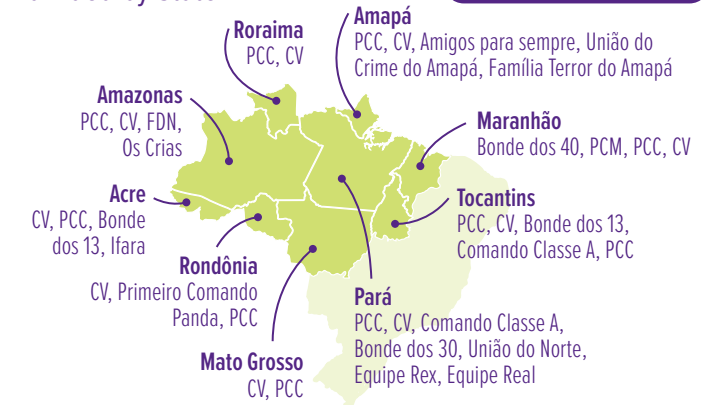 Roraima
PCC, CV
Amapá
PCC, CV, Amigos para sempre, União do
Crime do Amapá, Família Terror do Amapá
Amazonas
PCC, CV, FDN,
Os Crias
Maranhão
Bonde dos 40, PCM, PCC, CV
Acre
CV, PCC, Bonde
dos 13, Ifara
Tocantins
PCC, CV, Bonde dos 13,
Comando Classe A, PCC
Rondônia
CV, Primeiro Comando
Panda, PCC
Pará
PCC, CV, Comando Classe A,
Bonde dos 30, União do Norte,
Equipe Rex, Equipe Real
Mato Grosso
CV, PCC